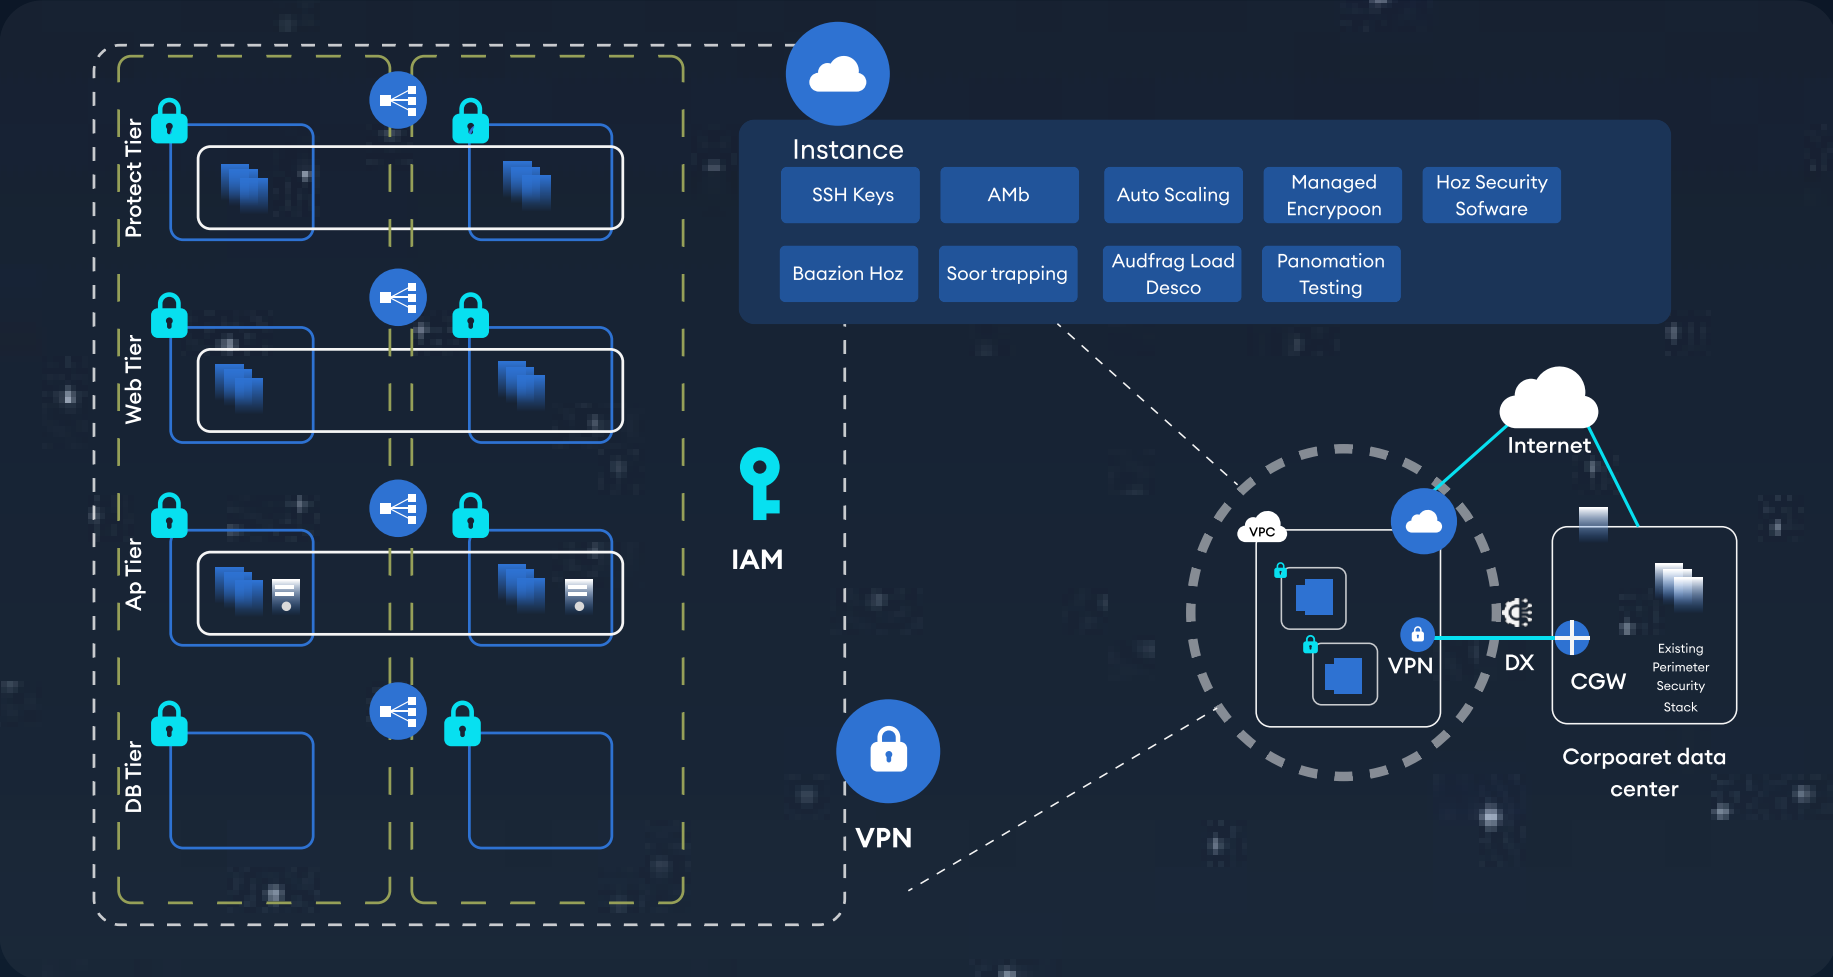 Protect Tier
Web Tier
Ap Tier
DB Tier
Instance
SSH Keys
AMb
Auto Scaling
Managed
Encrypoon
Hoz Security
Sofware
Baazion Hoz
Soor trapping
Audfrag Load
Desco
Panomation
Testing
IAM
VPN
Internet
VPC
VPN
DX
CGW
Existing
Perimeter
Security
Stack
Corpoaret data
center